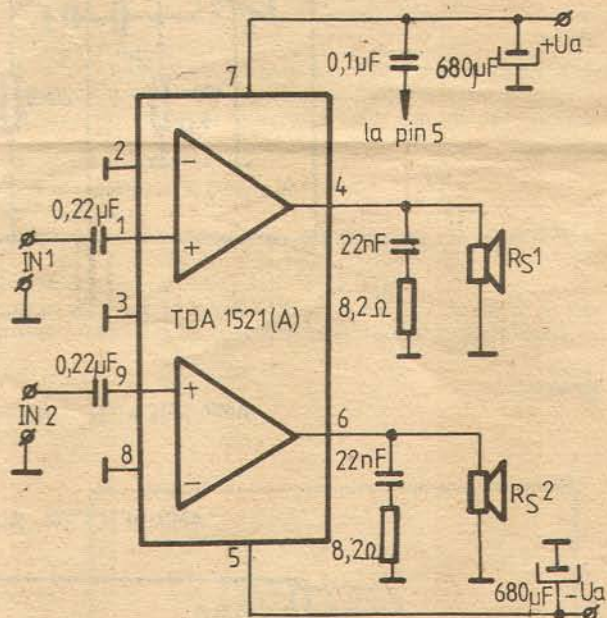 7
0,1µF
680µF
+Ua
la pin 5
2
4
0,22µF
1
IN1
22nF
RS1
8,2Ω
3
TDA 1521(A)
0,22µF
9
IN 2
6
8
22nF
RS2
8,2Ω
5
680µF
-Ua
-
+
+
-